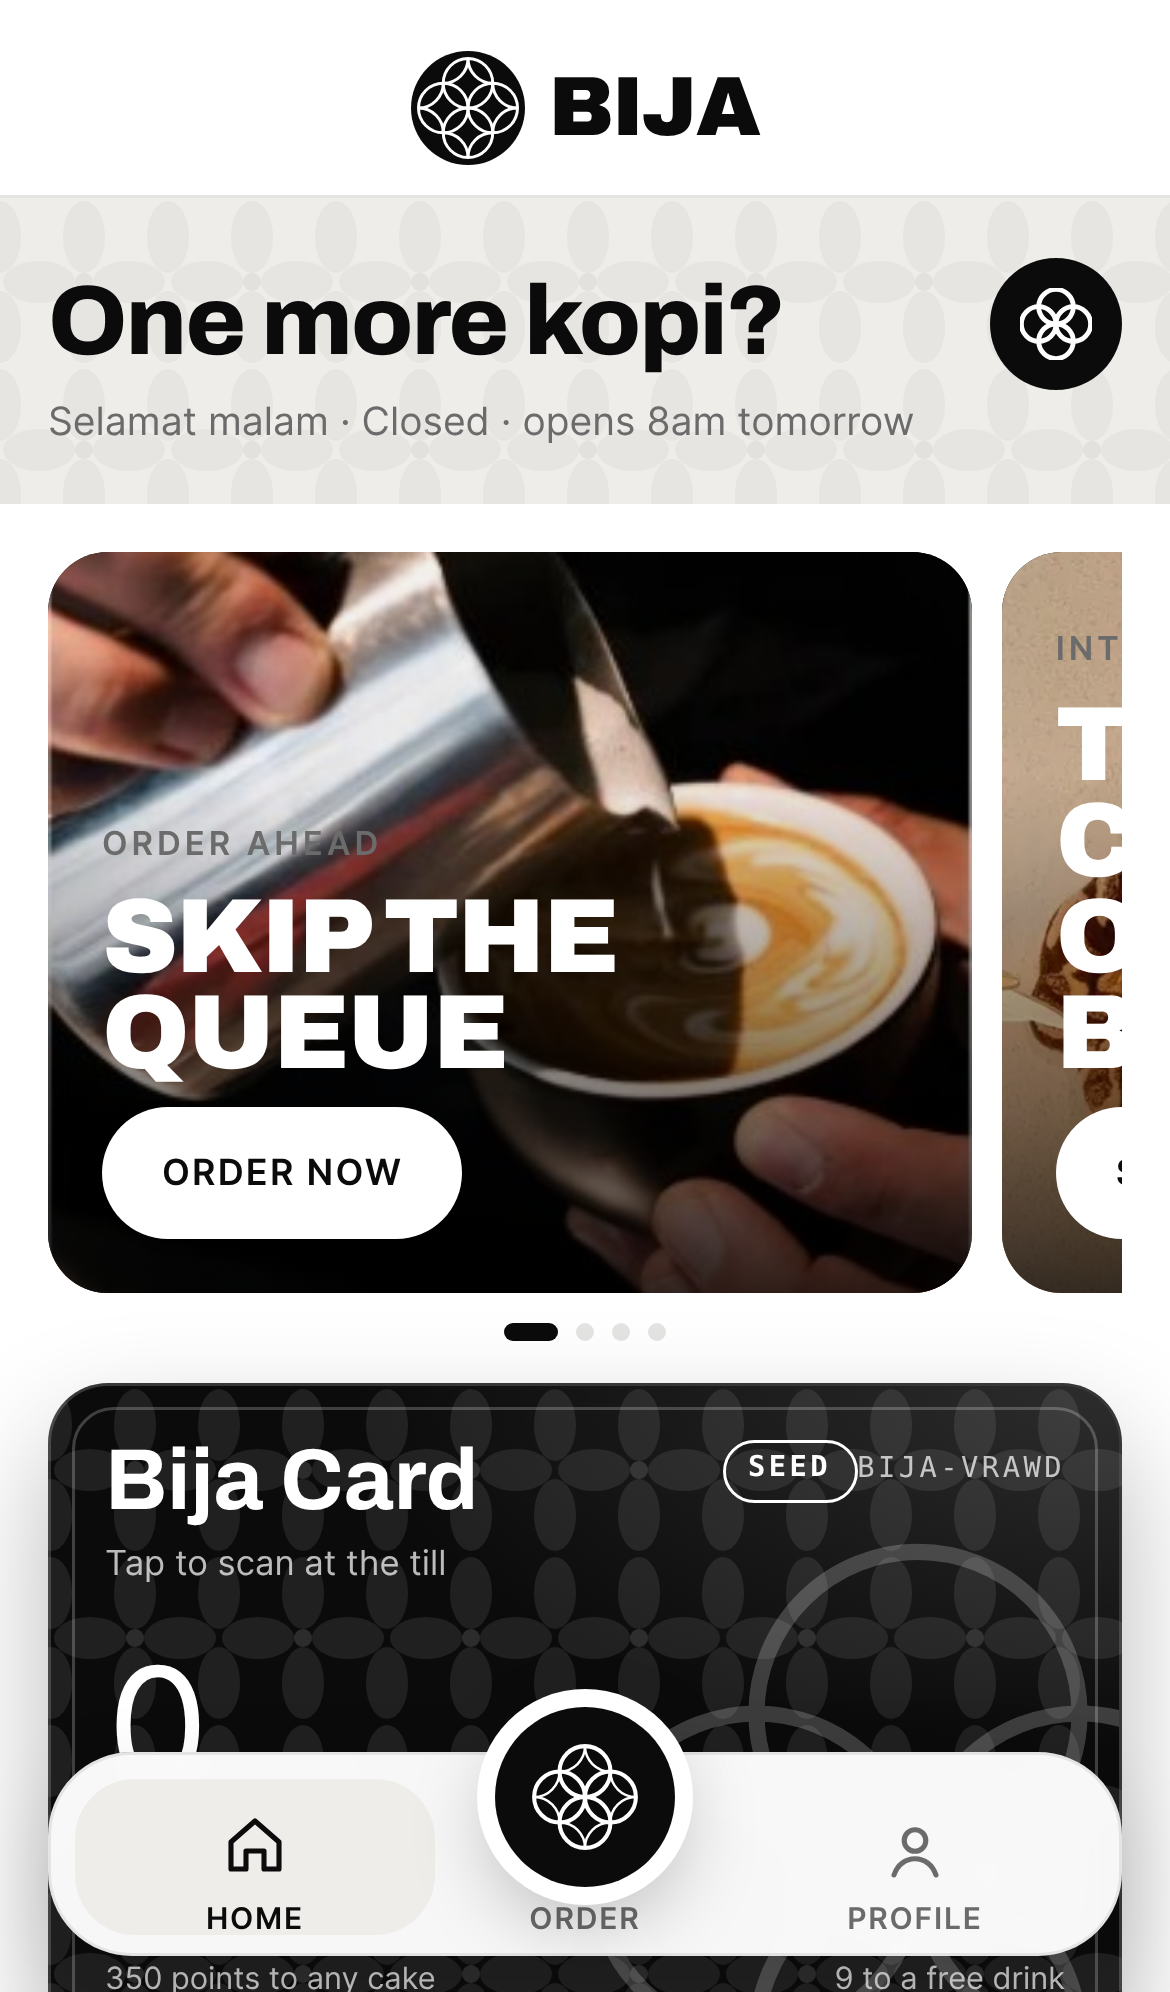 BIJA
One more kopi?
Selamat malam · Closed · opens 8am tomorrow
ORDER AHEAD
SKIP THE
QUEUE
ORDER NOW
INT
T
C
O
B
Bija Card
SEED BIJA-VRAWD
Tap to scan at the till
0
HOME
ORDER
PROFILE
350 points to any cake
9 to a free drink